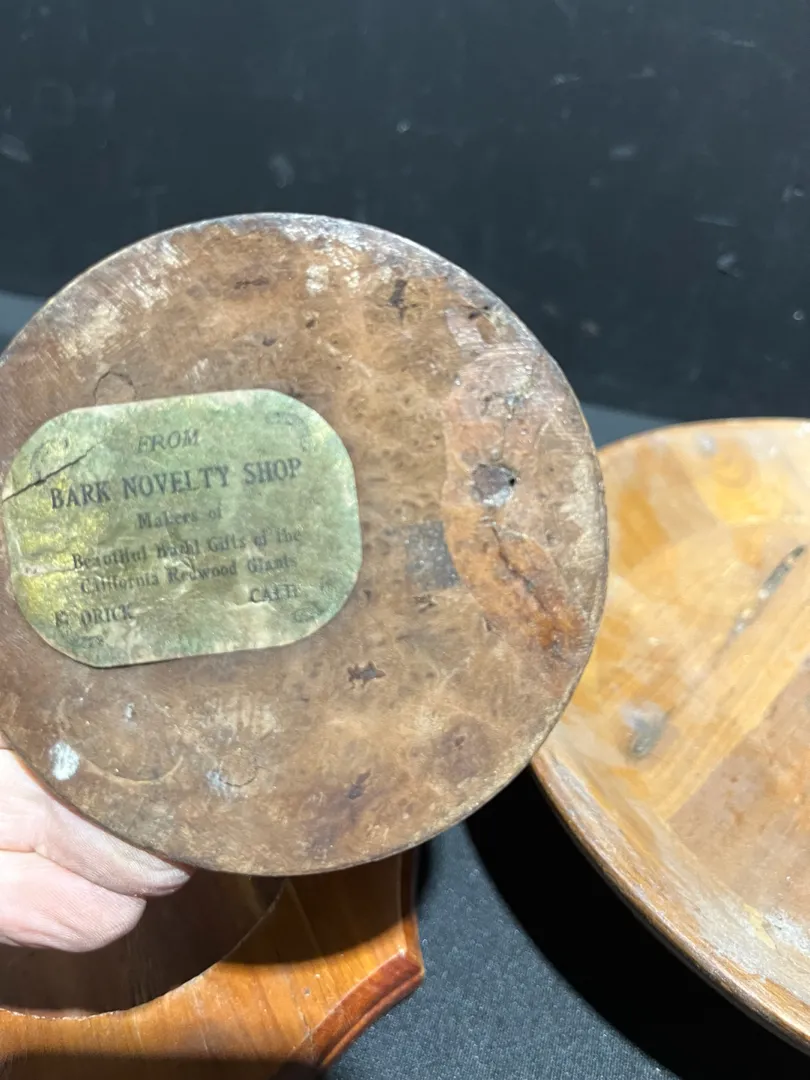 FROM
BARK NOVELTY SHOP
Makers of
Beautiful Burl Gifts of the
California Redwood Giants
ORICK CALIF